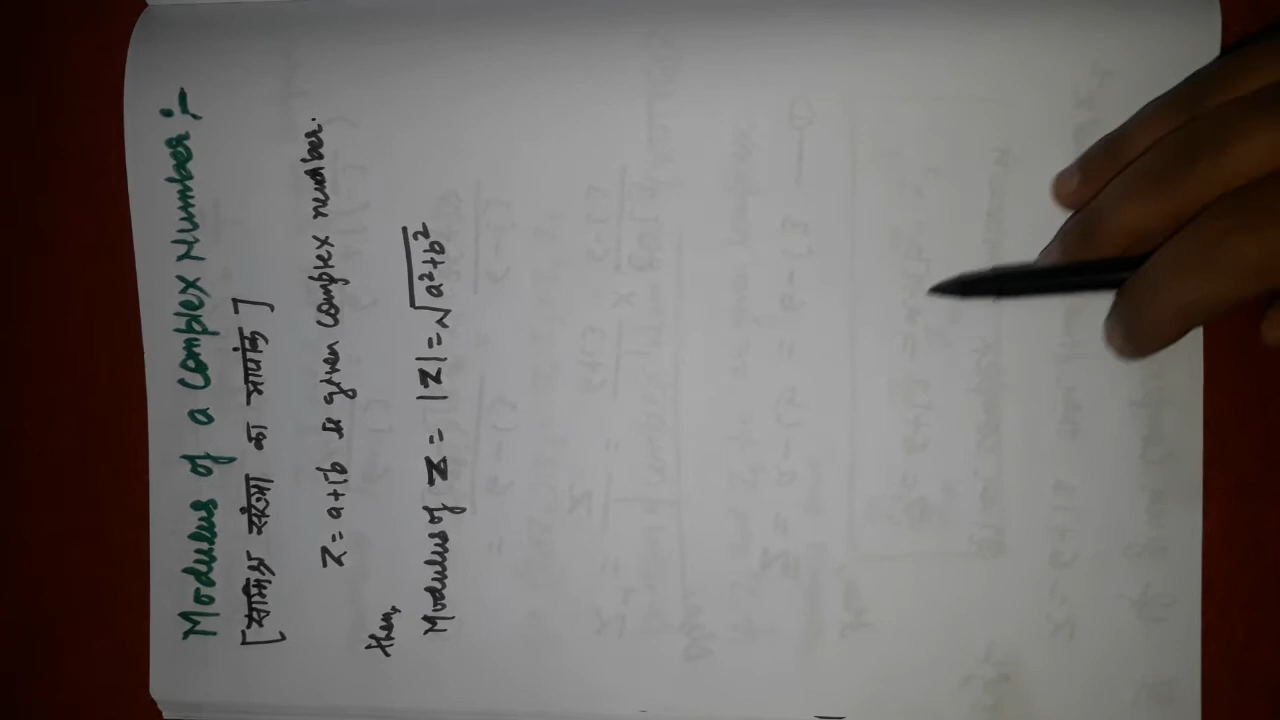 Modulus of a complex Number:-
[सामिश्र संख्या का मापांक]
z = a+ib is given complex number.
then,
Modulus of z = |z| = √a²+b²